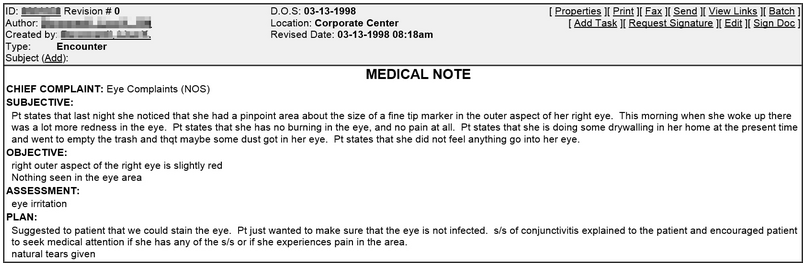 ID: Revision # 0 D.O.S: 03-13-1998 [ Properties ][ Print ][ Fax ][ Send ][ View Links ][ Batch ]
Author: Location: Corporate Center [ Add Task ][ Request Signature ][ Edit ][ Sign Doc ]
Created by: Revised Date: 03-13-1998 08:18am
Type: Encounter
Subject (Add):
MEDICAL NOTE
CHIEF COMPLAINT: Eye Complaints (NOS)
SUBJECTIVE:
Pt states that last night she noticed that she had a pinpoint area about the size of a fine tip marker in the outer aspect of her right eye. This morning when she woke up there
was a lot more redness in the eye. Pt states that she has no burning in the eye, and no pain at all. Pt states that she is doing some drywalling in her home at the present time
and went to empty the trash and thqt maybe some dust got in her eye. Pt states that she did not feel anything go into her eye.
OBJECTIVE:
right outer aspect of the right eye is slightly red
Nothing seen in the eye area
ASSESSMENT:
eye irritation
PLAN:
Suggested to patient that we could stain the eye. Pt just wanted to make sure that the eye is not infected. s/s of conjunctivitis explained to the patient and encouraged patient
to seek medical attention if she has any of the s/s or if she experiences pain in the area.
natural tears given